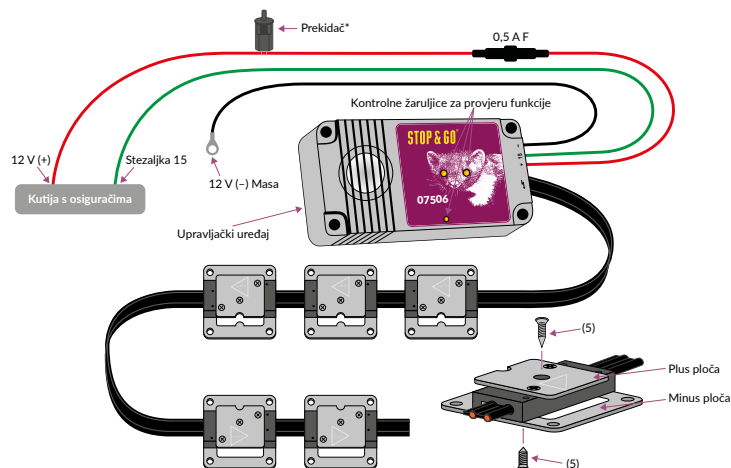 Prekidač*
0,5 A F
Kontrolne žaruljice za provjeru funkcije
STOP & GO®
12 V (+)
Stezaljka 15
12 V (–) Masa
07506
Kutija s osiguračima
Upravljački uređaj
(5)
Plus ploča
Minus ploča
(5)